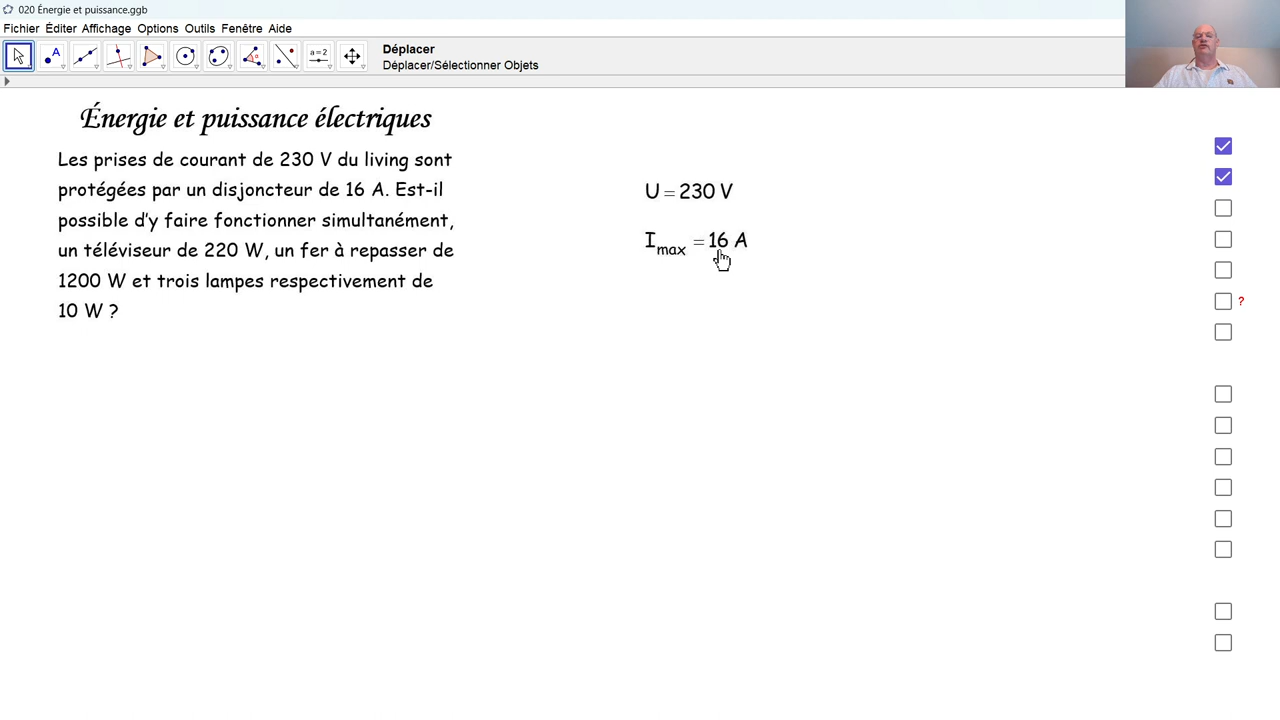 020 Énergie et puissance.ggb
Fichier Éditer Affichage Options Outils Fenêtre Aide
A
a=2
Déplacer
Déplacer/Sélectionner Objets
Énergie et puissance électriques
Les prises de courant de 230 V du living sont
protégées par un disjoncteur de 16 A. Est-il
possible d'y faire fonctionner simultanément,
un téléviseur de 220 W, un fer à repasser de
1200 W et trois lampes respectivement de
10 W ?
U = 230 V
Imax = 16 A
?